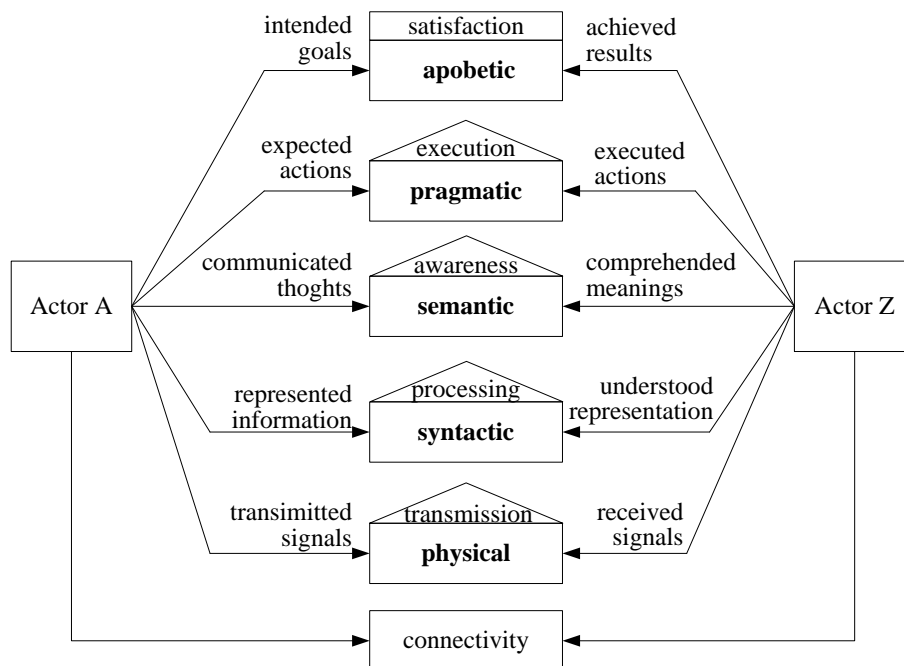 intended
goals
satisfaction
apobetic
achieved
results
expected
actions
execution
pragmatic
executed
actions
communicated
thoghts
awareness
semantic
comprehended
meanings
Actor A
Actor Z
represented
information
processing
syntactic
understood
representation
transimitted
signals
transmission
physical
received
signals
connectivity